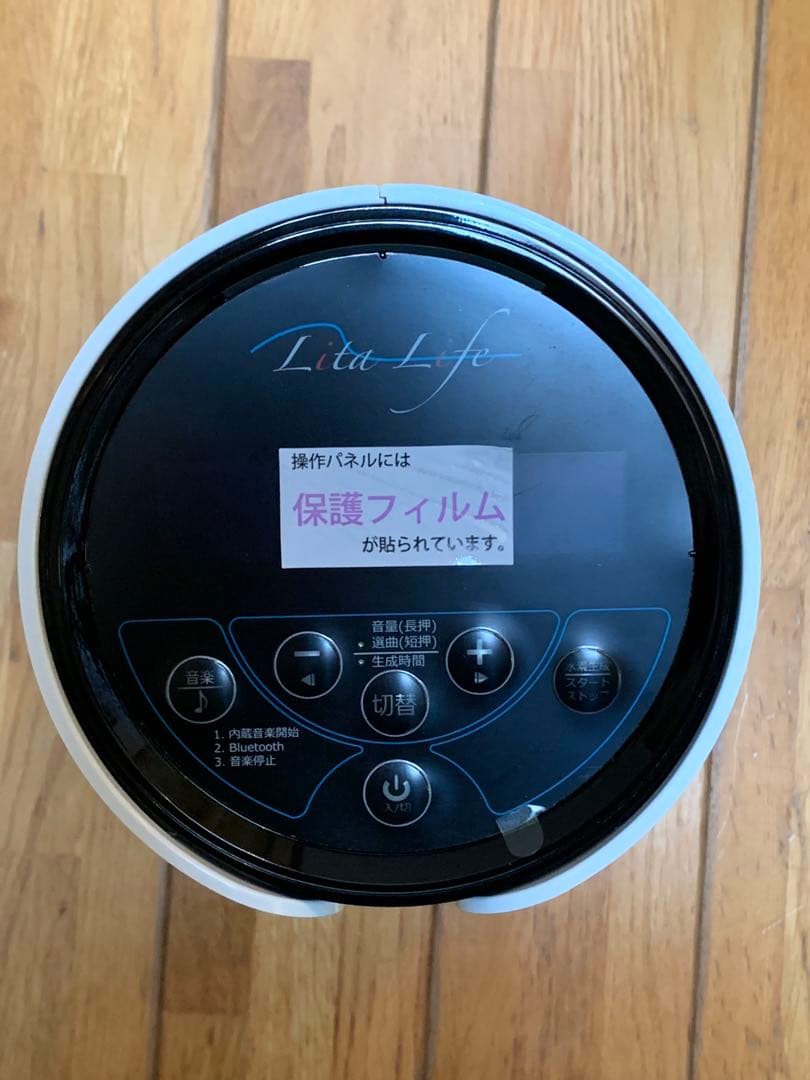 Lita Life
操作パネルには
保護フィルム
が貼られています。
音量(長押)
選曲(短押)
生成時間
−
+
音楽
♪
切替
水素生成
スタート
ストップ
1. 内蔵音楽開始
2. Bluetooth
3. 音楽停止
入/切